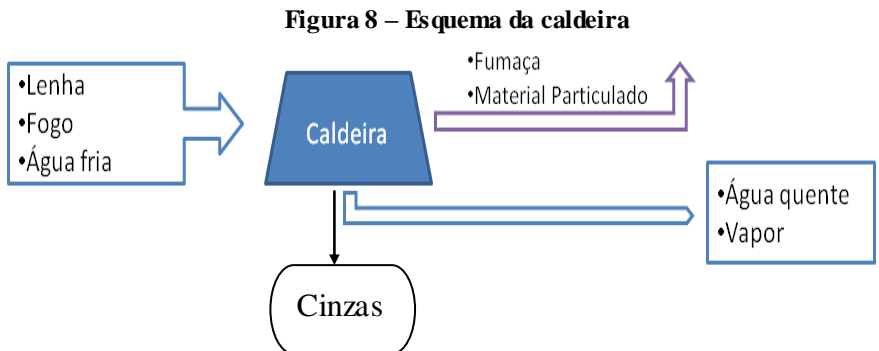 Figura 8 – Esquema da caldeira
•Lenha
•Fogo
•Água fria
Caldeira
•Fumaça
•Material Particulado
•Água quente
•Vapor
Cinzas